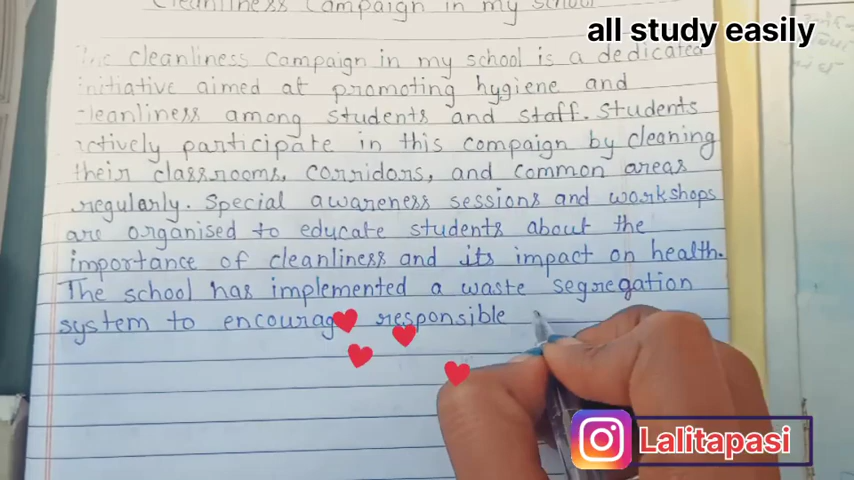 Cleanliness Campaign in my school
all study easily
The cleanliness Campaign in my school is a dedicated
initiative aimed at promoting hygiene and
cleanliness among students and staff. Students
actively participate in this campaign by cleaning
their classrooms, corridors, and common areas
regularly. Special awareness sessions and workshops
are organised to educate students about the
importance of cleanliness and its impact on health.
The school has implemented a waste segregation
system to encourage responsible
Lalitapasi